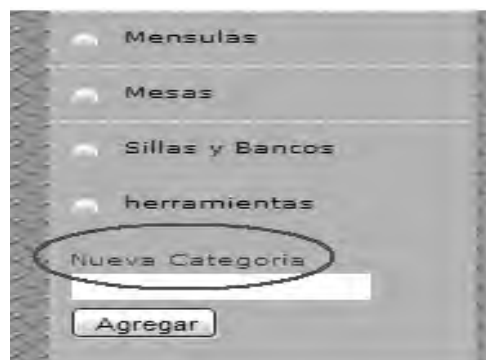 Mensulas
Mesas
Sillas y Bancos
herramientas
Nueva Categoria
Agregar